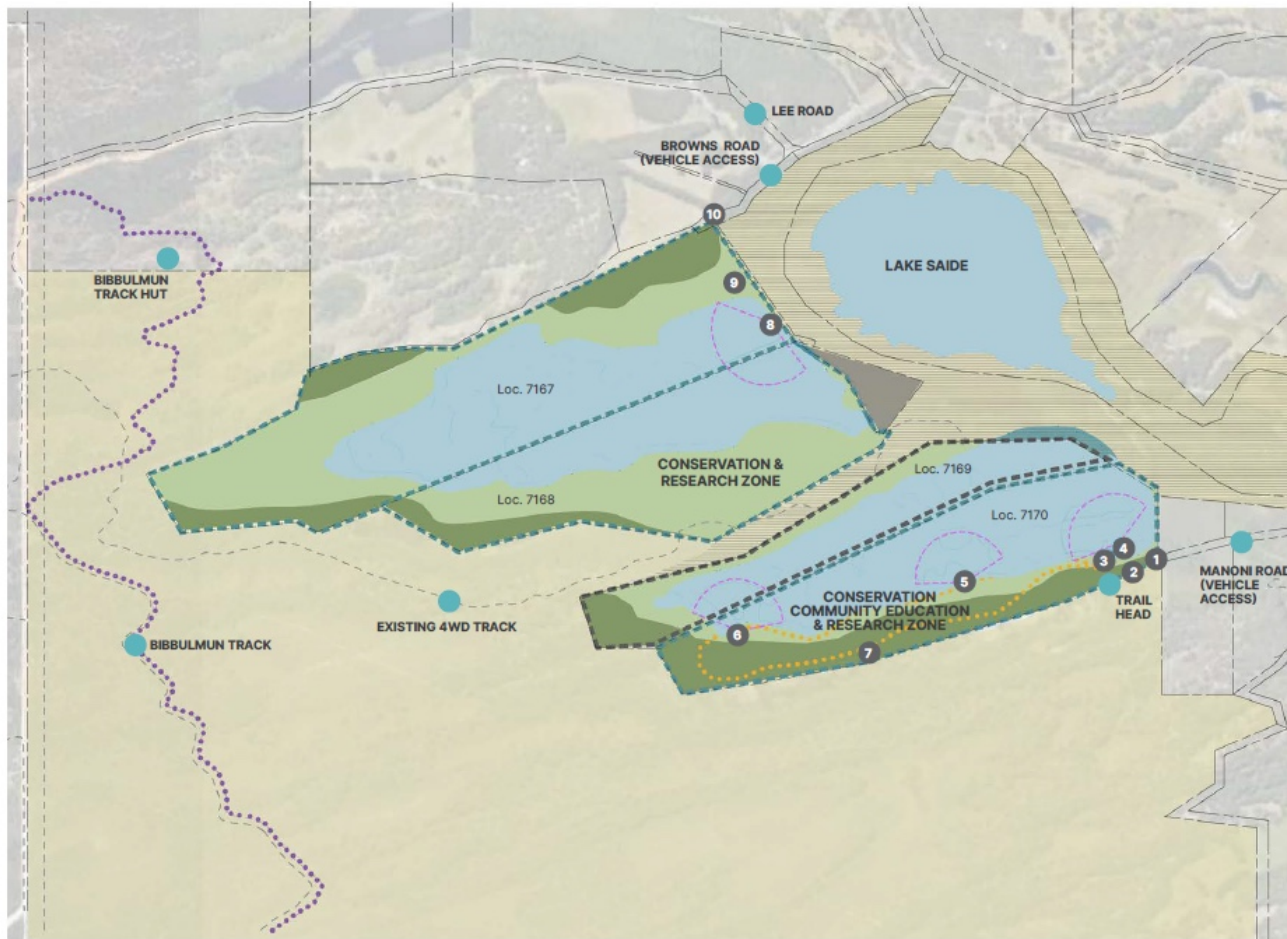 LEE ROAD
BROWNS ROAD
(VEHICLE ACCESS)
10
LAKE SAIDE
BIBBULMUN
TRACK HUT
9
8
Loc. 7167
CONSERVATION &
RESEARCH ZONE
Loc. 7169
Loc. 7168
Loc. 7170
4
1
3
2
MANONI ROAD
(VEHICLE
ACCESS)
5
TRAIL
HEAD
CONSERVATION
COMMUNITY EDUCATION
& RESEARCH ZONE
EXISTING 4WD TRACK
6
BIBBULMUN TRACK
7